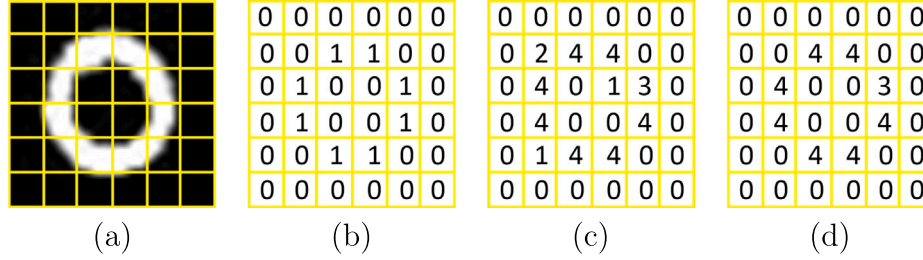 0 0 0 0 0 0 0 0 0 0 0 0 0 0 0 0 0 0
0 0 1 1 0 0 0 2 4 4 0 0 0 0 4 4 0 0
0 1 0 0 1 0 0 4 0 1 3 0 0 4 0 0 3 0
0 1 0 0 1 0 0 4 0 0 4 0 0 4 0 0 4 0
0 0 1 1 0 0 0 1 4 4 0 0 0 0 4 4 0 0
0 0 0 0 0 0 0 0 0 0 0 0 0 0 0 0 0 0
(a) (b) (c) (d)